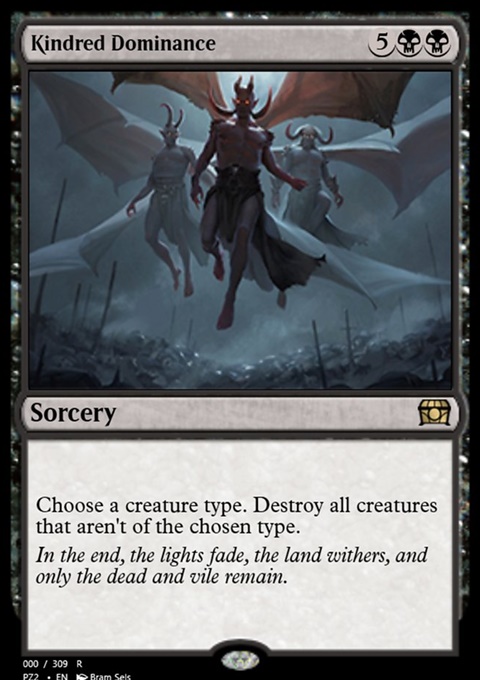 Kindred Dominance
5
Sorcery
Choose a creature type. Destroy all creatures
that aren't of the chosen type.
In the end, the lights fade, the land withers, and
only the dead and vile remain.
000 / 309 R
PZ2 • EN Bram Sels